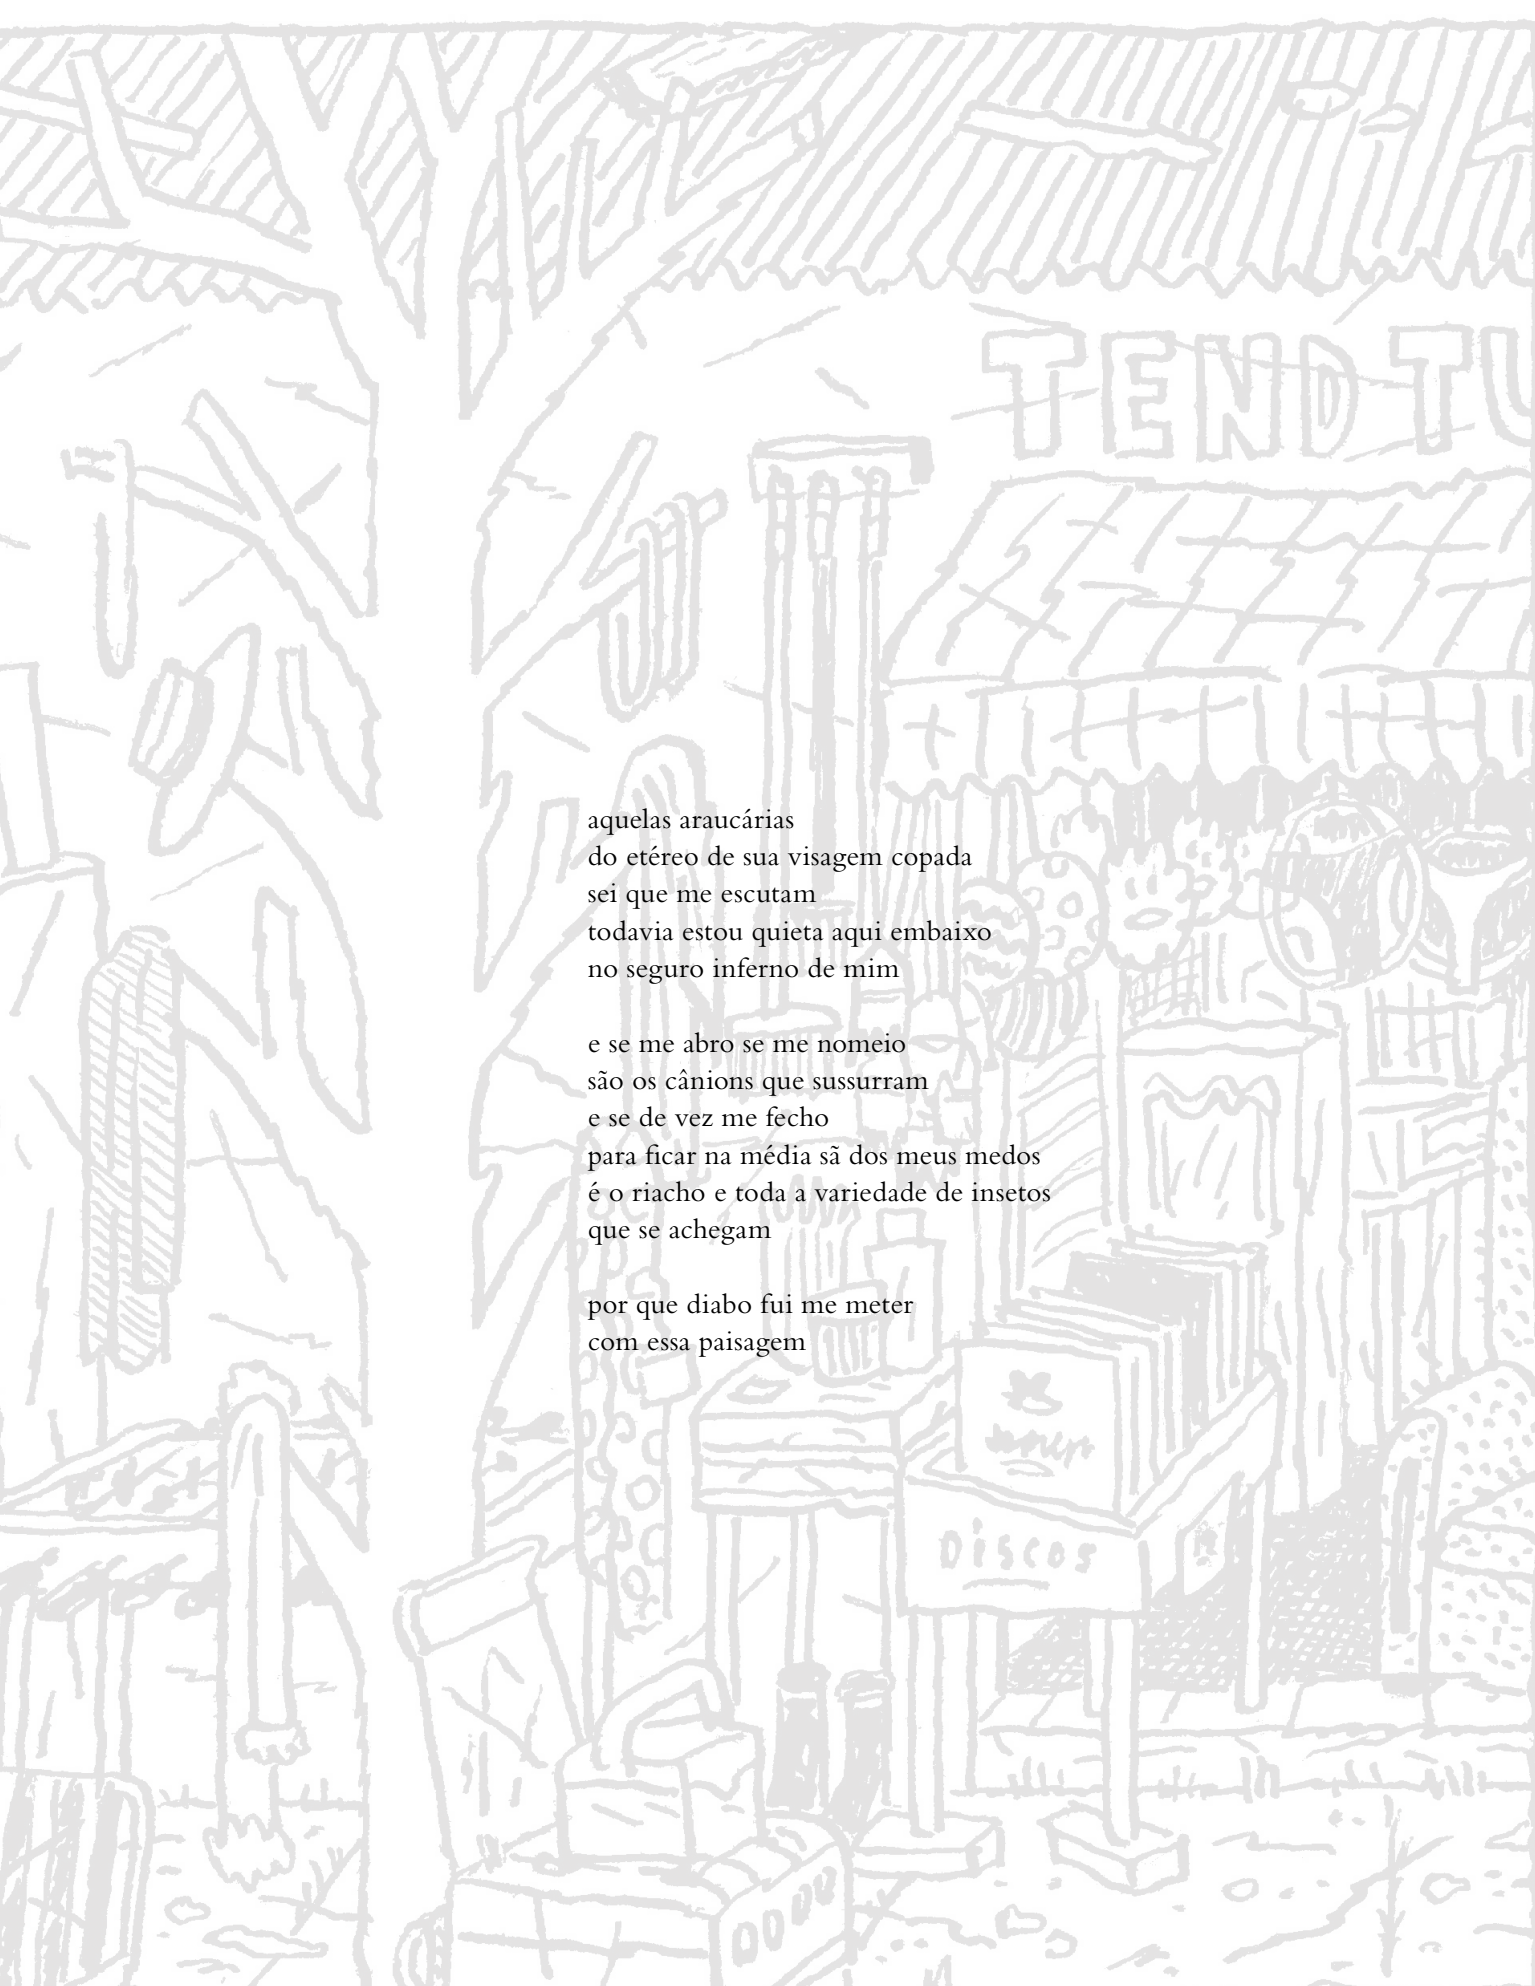 TEND TU
aquelas araucárias
do etéreo de sua visagem copada
sei que me escutam
todavia estou quieta aqui embaixo
no seguro inferno de mim
e se me abro se me nomeio
são os cânions que sussurram
e se de vez me fecho
para ficar na média sã dos meus medos
é o riacho e toda a variedade de insetos
que se achegam
por que diabo fui me meter
com essa paisagem
DiSCOS